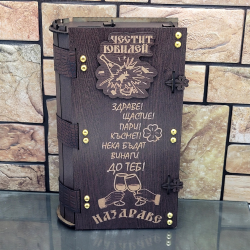 ЧЕСТИТ
ЮБИЛЕЙ
ЗДРАВЕ!
ЩАСТИЕ!
ПАРИ!
КЪСМЕТ!
НЕКА БЪДАТ
ВИНАГИ
ДО ТЕБ!
НАЗДРАВЕ